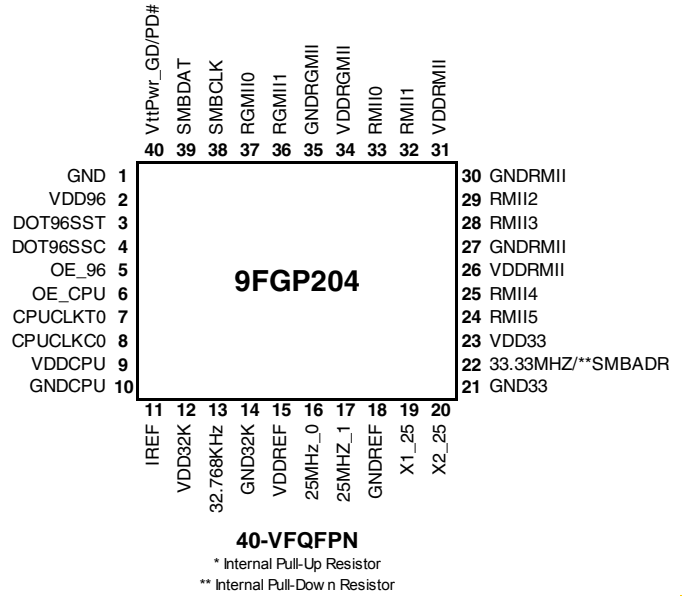 VttPwr_GD/PD#
SMBDAT
SMBCLK
RGMII0
RGMII1
GNDRGMII
VDDRGMII
RMII0
RMII1
VDDRMII
40 39 38 37 36 35 34 33 32 31
GND 1
VDD96 2
DOT96SST 3
DOT96SSC 4
OE_96 5
OE_CPU 6
CPUCLKT0 7
CPUCLKC0 8
VDDCPU 9
GNDCPU 10
9FGP204
30 GNDRMII
29 RMII2
28 RMII3
27 GNDRMII
26 VDDRMII
25 RMII4
24 RMII5
23 VDD33
22 33.33MHZ/**SMBADR
21 GND33
11 12 13 14 15 16 17 18 19 20
IREF
VDD32K
32.768KHz
GND32K
VDDREF
25MHz_0
25MHZ_1
GNDREF
X1_25
X2_25
40-VFQFPN
* Internal Pull-Up Resistor
** Internal Pull-Down Resistor